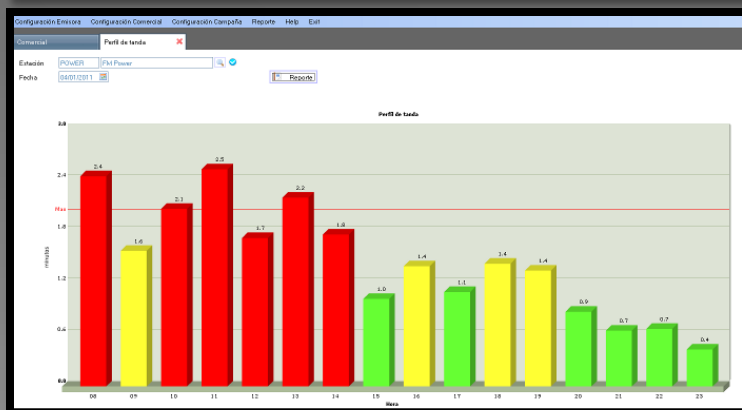 Configuración Emisora Configuración Comercial Configuración Campaña Reporte Help Exit
Comercial Perfil de tanda
Estación POWER FM Power
Fecha 04/01/2011 Reporte
Perfil de tanda
3.0
2.4
Max
1.8
1.2
0.6
0.0
minutos
2.4 1.6 2.1 2.5 1.7 2.2 1.8 1.0 1.4 1.1 1.4 1.4 0.9 0.7 0.7 0.4
08 09 10 11 12 13 14 15 16 17 18 19 20 21 22 23
Hora